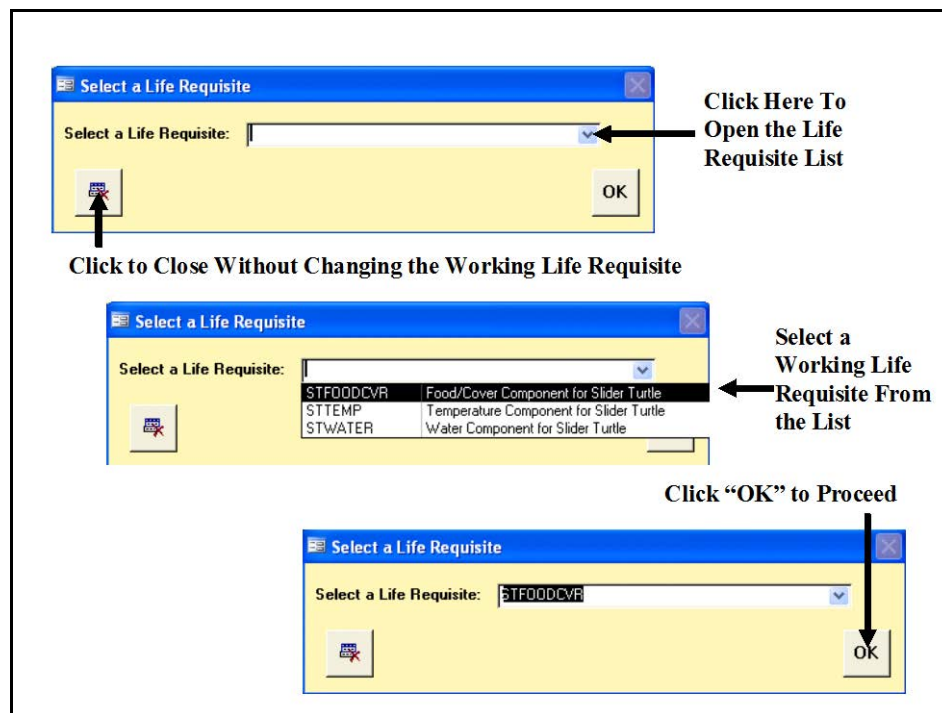 Select a Life Requisite
Select a Life Requisite:
OK
Click Here To
Open the Life
Requisite List
Click to Close Without Changing the Working Life Requisite
Select a Life Requisite
Select a Life Requisite:
STFOODCVR Food/Cover Component for Slider Turtle
STTEMP Temperature Component for Slider Turtle
STWATER Water Component for Slider Turtle
Select a
Working Life
Requisite From
the List
Click “OK” to Proceed
Select a Life Requisite
Select a Life Requisite: STFOODCVR
OK